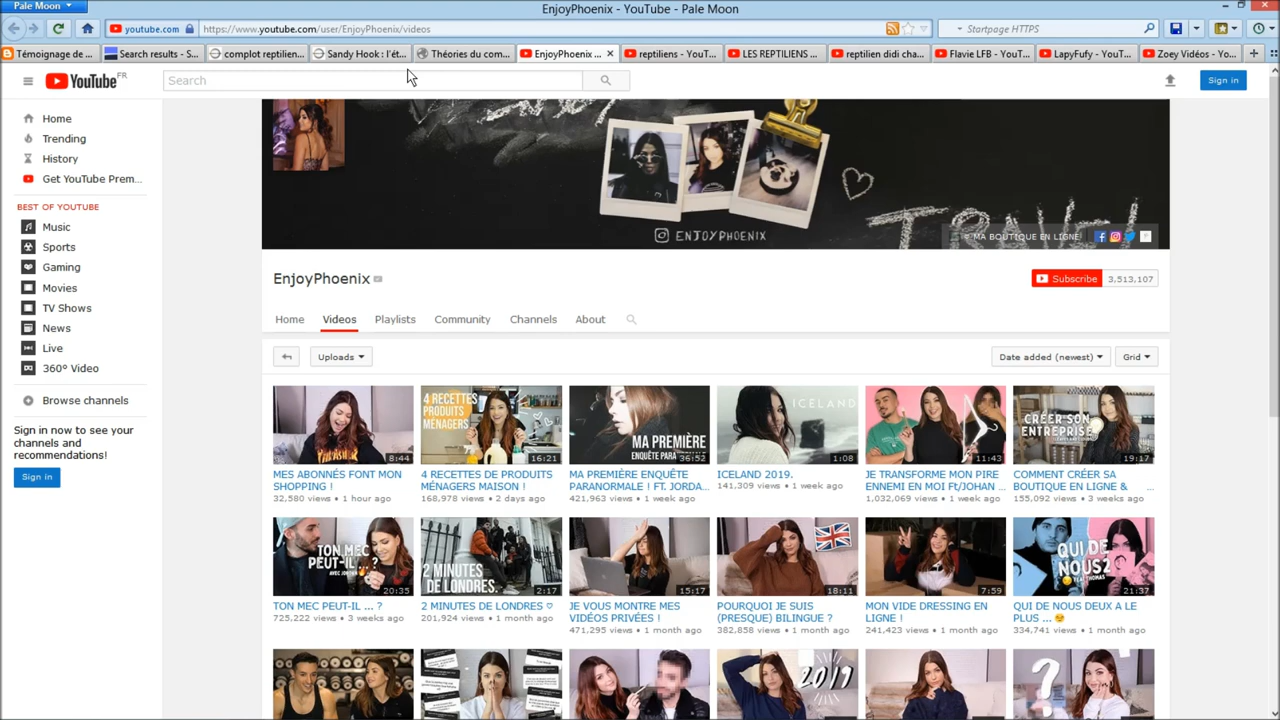 Pale Moon
EnjoyPhoenix - YouTube - Pale Moon
youtube.com
https://www.youtube.com/user/EnjoyPhoenix/videos
Startpage HTTPS
Témoignage de ...
Search results - S...
complot reptilien...
Sandy Hook : l'ét...
Théories du com...
EnjoyPhoenix ...
reptiliens - YouT...
LES REPTILIENS ...
reptilien didi cha...
Flavie LFB - YouT...
LapyFufy - YouT...
Zoey Vidéos - Yo...
YouTube FR
Search
Sign in
Home
Trending
History
Get YouTube Prem...
BEST OF YOUTUBE
Music
Sports
Gaming
Movies
TV Shows
News
Live
360° Video
Browse channels
Sign in now to see your
channels and
recommendations!
Sign in
TRAVEL
ENJOYPHOENIX
MA BOUTIQUE EN LIGNE
EnjoyPhoenix
Subscribe 3,513,107
Home Videos Playlists Community Channels About
Uploads
Date added (newest)
Grid
8:44
4 RECETTES
PRODUITS
MÉNAGERS
16:21
MA PREMIÈRE
ENQUÊTE PARA
36:52
ICELAND
1:08
11:43
CRÉER SON
ENTREPRISE
19:17
MES ABONNÉS FONT MON
SHOPPING !
32,580 views • 1 hour ago
4 RECETTES DE PRODUITS
MÉNAGERS MAISON !
168,978 views • 2 days ago
MA PREMIÈRE ENQUÊTE
PARANORMALE ! FT. JORDA...
421,963 views • 1 week ago
ICELAND 2019.
141,309 views • 1 week ago
JE TRANSFORME MON PIRE
ENNEMI EN MOI Ft/JOHAN ...
1,032,069 views • 1 week ago
COMMENT CRÉER SA
BOUTIQUE EN LIGNE & ...
155,092 views • 3 weeks ago
TON MEC
PEUT-IL ... ?
20:35
2 MINUTES
DE LONDRES.
2:17
15:17
18:11
7:59
QUI DE
NOUS 2
21:37
TON MEC PEUT-IL ... ?
725,222 views • 3 weeks ago
2 MINUTES DE LONDRES ♡
201,924 views • 1 month ago
JE VOUS MONTRE MES
VIDÉOS PRIVÉES !
471,295 views • 1 month ago
POURQUOI JE SUIS
(PRESQUE) BILINGUE ?
382,858 views • 1 month ago
MON VIDE DRESSING EN
LIGNE !
241,423 views • 1 month ago
QUI DE NOUS DEUX A LE
PLUS ... 😏
334,741 views • 1 month ago
2019
?